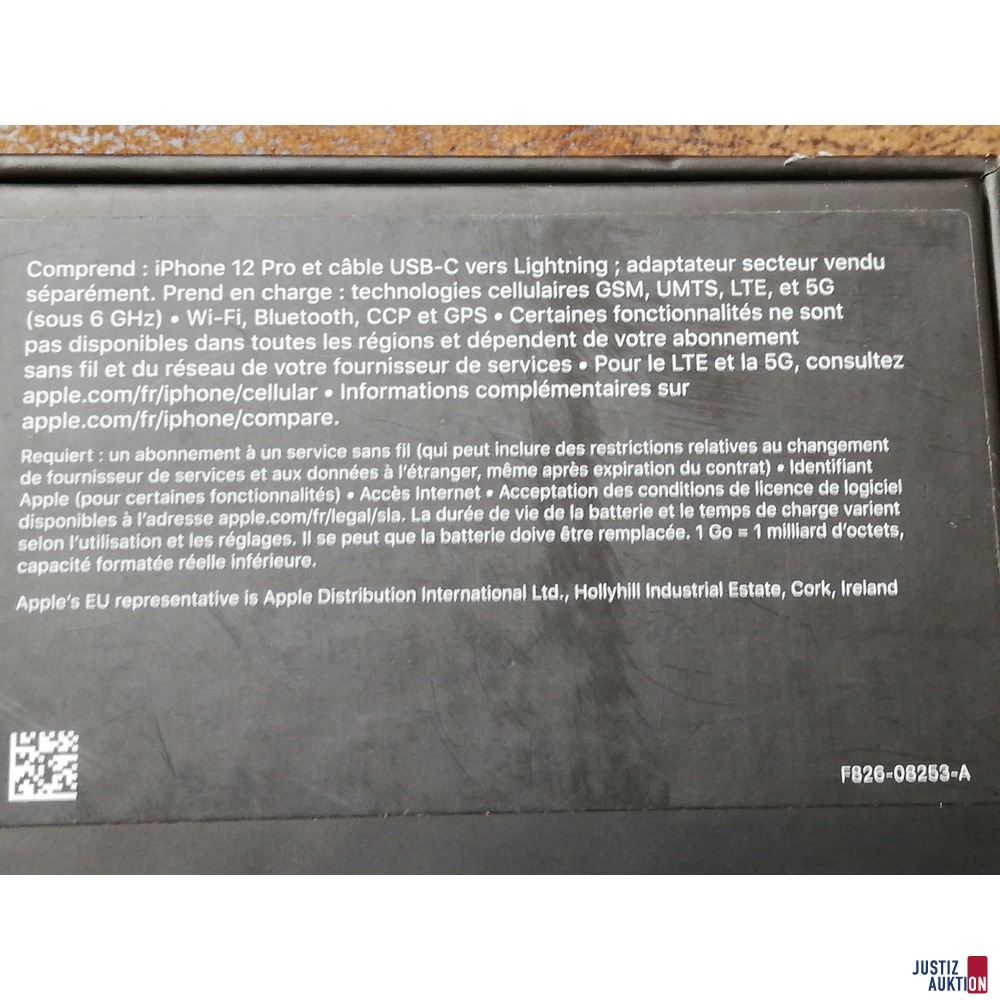 Comprend : iPhone 12 Pro et câble USB-C vers Lightning ; adaptateur secteur vendu
séparément. Prend en charge : technologies cellulaires GSM, UMTS, LTE, et 5G
(sous 6 GHz) • Wi-Fi, Bluetooth, CCP et GPS • Certaines fonctionnalités ne sont
pas disponibles dans toutes les régions et dépendent de votre abonnement
sans fil et du réseau de votre fournisseur de services • Pour le LTE et la 5G, consultez
apple.com/fr/iphone/cellular • Informations complémentaires sur
apple.com/fr/iphone/compare.
Requiert : un abonnement à un service sans fil (qui peut inclure des restrictions relatives au changement
de fournisseur de services et aux données à l'étranger, même après expiration du contrat) • Identifiant
Apple (pour certaines fonctionnalités) • Accès Internet • Acceptation des conditions de licence de logiciel
disponibles à l'adresse apple.com/fr/legal/sla. La durée de vie de la batterie et le temps de charge varient
selon l'utilisation et les réglages. Il se peut que la batterie doive être remplacée. 1 Go = 1 milliard d'octets,
capacité formatée réelle inférieure.
Apple's EU representative is Apple Distribution International Ltd., Hollyhill Industrial Estate, Cork, Ireland
F826-08253-A
JUSTIZ
AUKTION